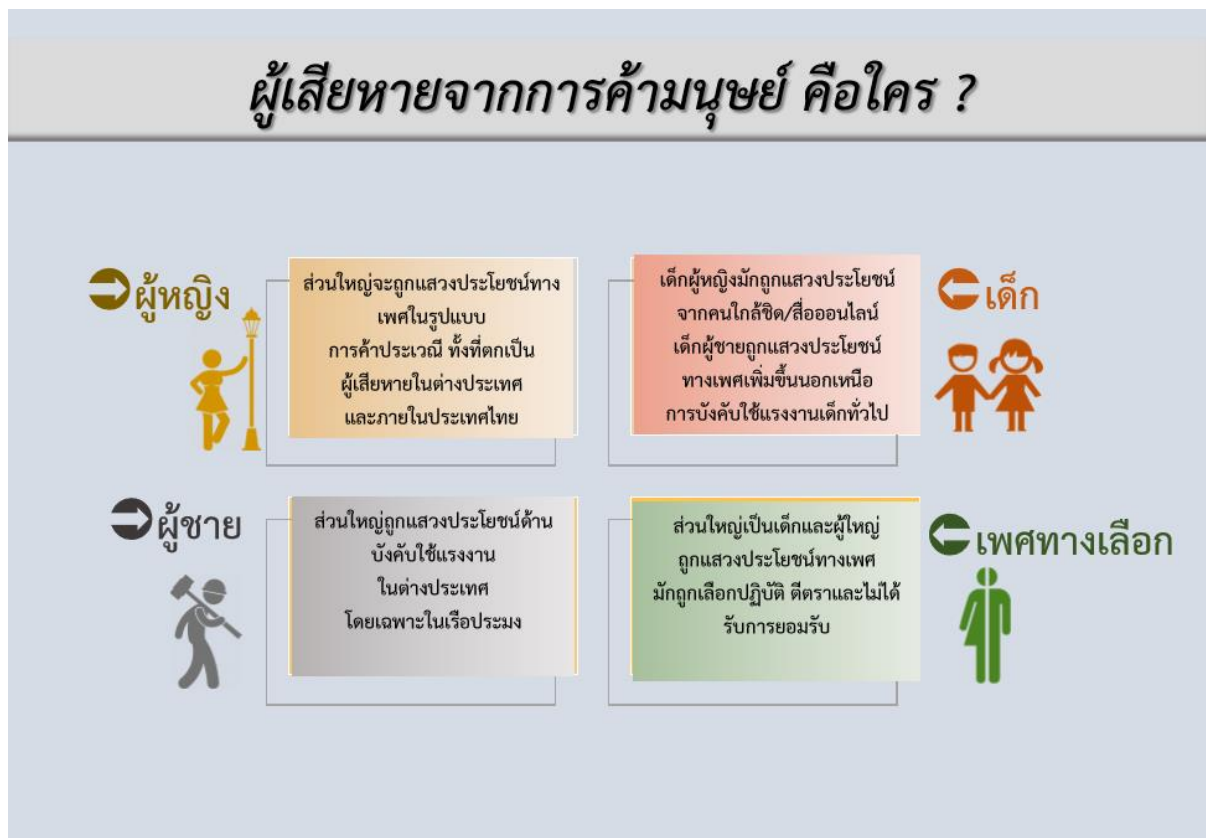 ผู้เสียหายจากการค้ามนุษย์ คือใคร ?
ผู้หญิง
ส่วนใหญ่จะถูกแสวงประโยชน์ทาง
เพศในรูปแบบ
การค้าประเวณี ทั้งที่ตกเป็น
ผู้เสียหายในต่างประเทศ
และภายในประเทศไทย
เด็กผู้หญิงมักถูกแสวงประโยชน์
จากคนใกล้ชิด/สื่อออนไลน์
เด็กผู้ชายถูกแสวงประโยชน์
ทางเพศเพิ่มขึ้นนอกเหนือ
การบังคับใช้แรงงานเด็กทั่วไป
เด็ก
ผู้ชาย
ส่วนใหญ่ถูกแสวงประโยชน์ด้าน
บังคับใช้แรงงาน
ในต่างประเทศ
โดยเฉพาะในเรือประมง
ส่วนใหญ่เป็นเด็กและผู้ใหญ่
ถูกแสวงประโยชน์ทางเพศ
มักถูกเลือกปฏิบัติ ตีตราและไม่ได้
รับการยอมรับ
เพศทางเลือก